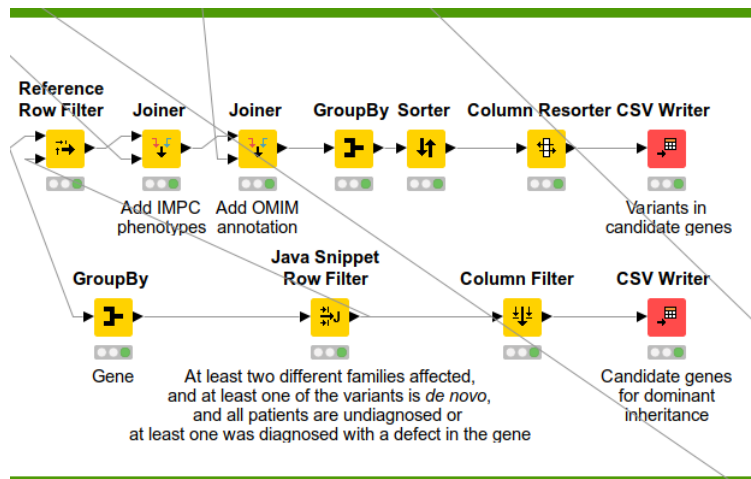 Reference
Row Filter
Joiner
Joiner
GroupBy
Sorter
Column Resorter
CSV Writer
Add IMPC
phenotypes
Add OMIM
annotation
Variants in
candidate genes
GroupBy
Java Snippet
Row Filter
Column Filter
CSV Writer
Gene
At least two different families affected,
and at least one of the variants is de novo,
and all patients are undiagnosed or
at least one was diagnosed with a defect in the gene
Candidate genes
for dominant
inheritance